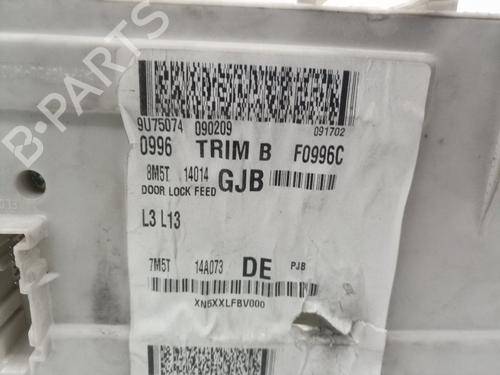 B-PARTS
9U75074 090209 091702
0996 TRIM B F0996C
8M5T 14014 GJB
DOOR LOCK FEED
L3 L13
7M5T 14A073 DE PJB
XN5XXLFBV000